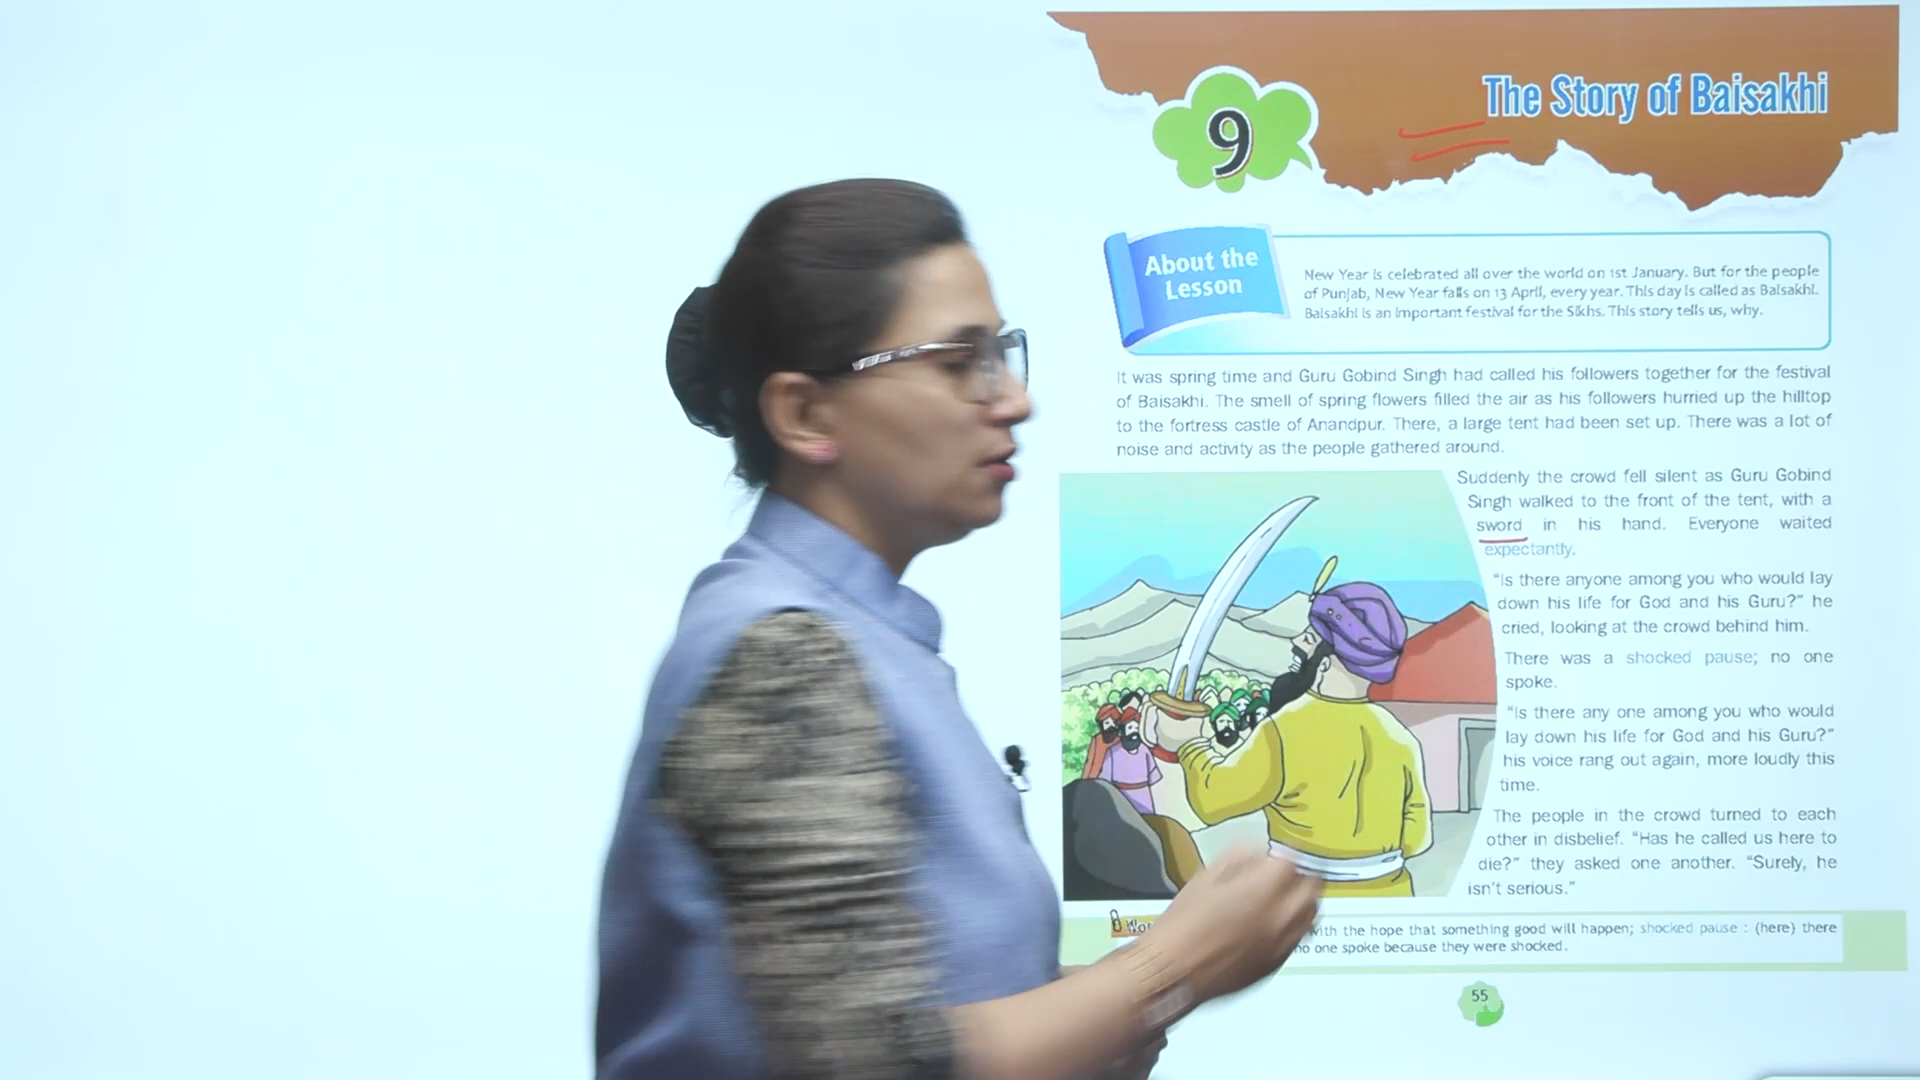 The Story of Baisakhi
9
About the
Lesson
New Year is celebrated all over the world on 1st January. But for the people
of Punjab, New Year falls on 13 April, every year. This day is called as Baisakhi.
Baisakhi is an important festival for the Sikhs. This story tells us, why.
It was spring time and Guru Gobind Singh had called his followers together for the festival
of Baisakhi. The smell of spring flowers filled the air as his followers hurried up the hilltop
to the fortress castle of Anandpur. There, a large tent had been set up. There was a lot of
noise and activity as the people gathered around.
Suddenly the crowd fell silent as Guru Gobind
Singh walked to the front of the tent, with a
sword in his hand. Everyone waited
expectantly.
"Is there anyone among you who would lay
down his life for God and his Guru?" he
cried, looking at the crowd behind him.
There was a shocked pause; no one
spoke.
"Is there any one among you who would
lay down his life for God and his Guru?"
his voice rang out again, more loudly this
time.
The people in the crowd turned to each
other in disbelief. "Has he called us here to
die?" they asked one another. "Surely, he
isn't serious."
with the hope that something good will happen; shocked pause : (here) there
no one spoke because they were shocked.
55